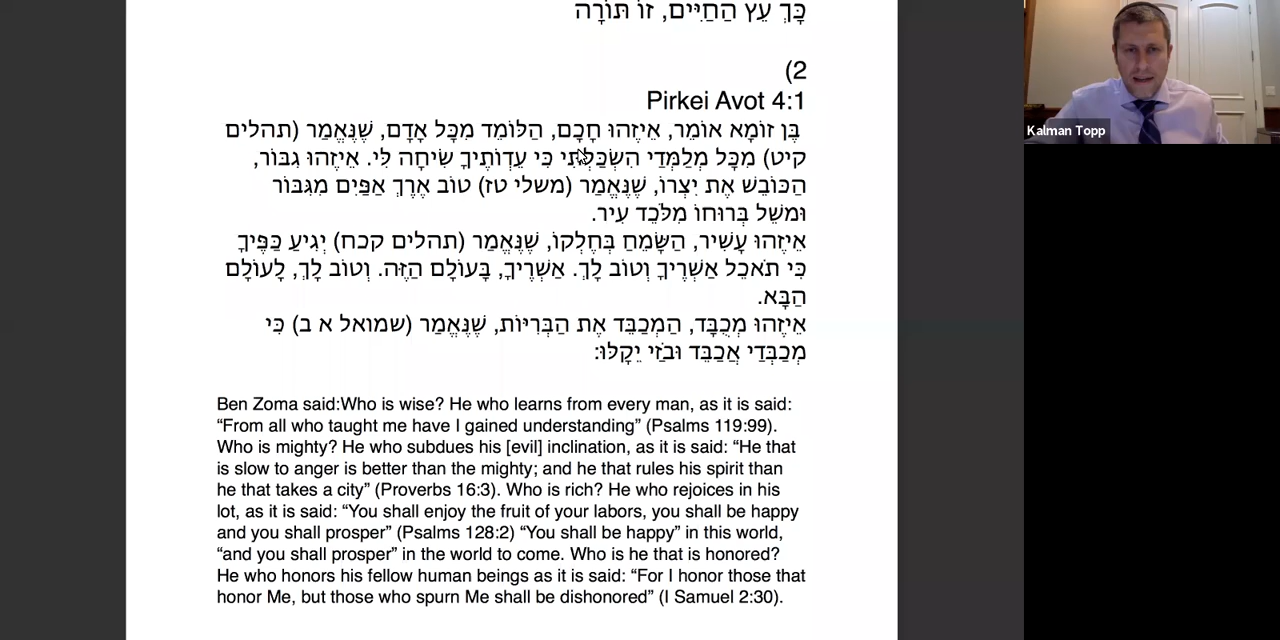 כָּךְ עֵץ הַחַיִּים, זוֹ תּוֹרָה
(2
Pirkei Avot 4:1
בֶּן זוֹמָא אוֹמֵר, אֵיזֶהוּ חָכָם, הַלּוֹמֵד מִכָּל אָדָם, שֶׁנֶּאֱמַר (תהלים
קיט) מִכָּל מְלַמְּדַי הִשְׂכַּלְתִּי כִּי עֵדְוֹתֶיךָ שִׂיחָה לִּי. אֵיזֶהוּ גִבּוֹר,
הַכּוֹבֵשׁ אֶת יִצְרוֹ, שֶׁנֶּאֱמַר (משלי טז) טוֹב אֶרֶךְ אַפַּיִם מִגִּבּוֹר
וּמֹשֵׁל בְּרוּחוֹ מִלֹּכֵד עִיר.
אֵיזֶהוּ עָשִׁיר, הַשָּׂמֵחַ בְּחֶלְקוֹ, שֶׁנֶּאֱמַר (תהלים קכח) יְגִיעַ כַּפֶּיךָ
כִּי תֹאכֵל אַשְׁרֶיךָ וְטוֹב לָךְ. אַשְׁרֶיךָ, בָּעוֹלָם הַזֶּה. וְטוֹב לָךְ, לָעוֹלָם
הַבָּא.
אֵיזֶהוּ מְכֻבָּד, הַמְכַבֵּד אֶת הַבְּרִיּוֹת, שֶׁנֶּאֱמַר (שמואל א ב) כִּי
מְכַבְּדַי אֲכַבֵּד וּבֹזַי יֵקָלּוּ:
Ben Zoma said:Who is wise? He who learns from every man, as it is said:
“From all who taught me have I gained understanding” (Psalms 119:99).
Who is mighty? He who subdues his [evil] inclination, as it is said: “He that
is slow to anger is better than the mighty; and he that rules his spirit than
he that takes a city” (Proverbs 16:3). Who is rich? He who rejoices in his
lot, as it is said: “You shall enjoy the fruit of your labors, you shall be happy
and you shall prosper” (Psalms 128:2) “You shall be happy” in this world,
“and you shall prosper” in the world to come. Who is he that is honored?
He who honors his fellow human beings as it is said: “For I honor those that
honor Me, but those who spurn Me shall be dishonored” (I Samuel 2:30).
Kalman Topp